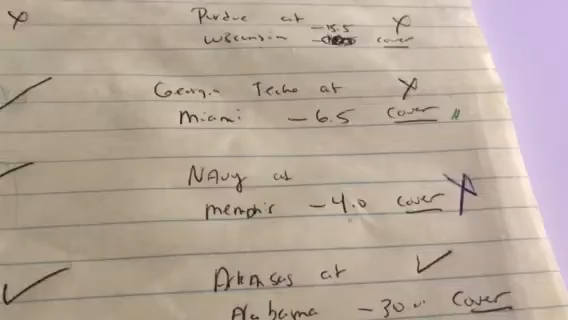 Purdue at
Wisconsin -15.5 cover
Georgia Techo at
Miami -6.5 cover
NAvy at
memphis -4.0 cover
Arkansas at
Alabama -30 cover